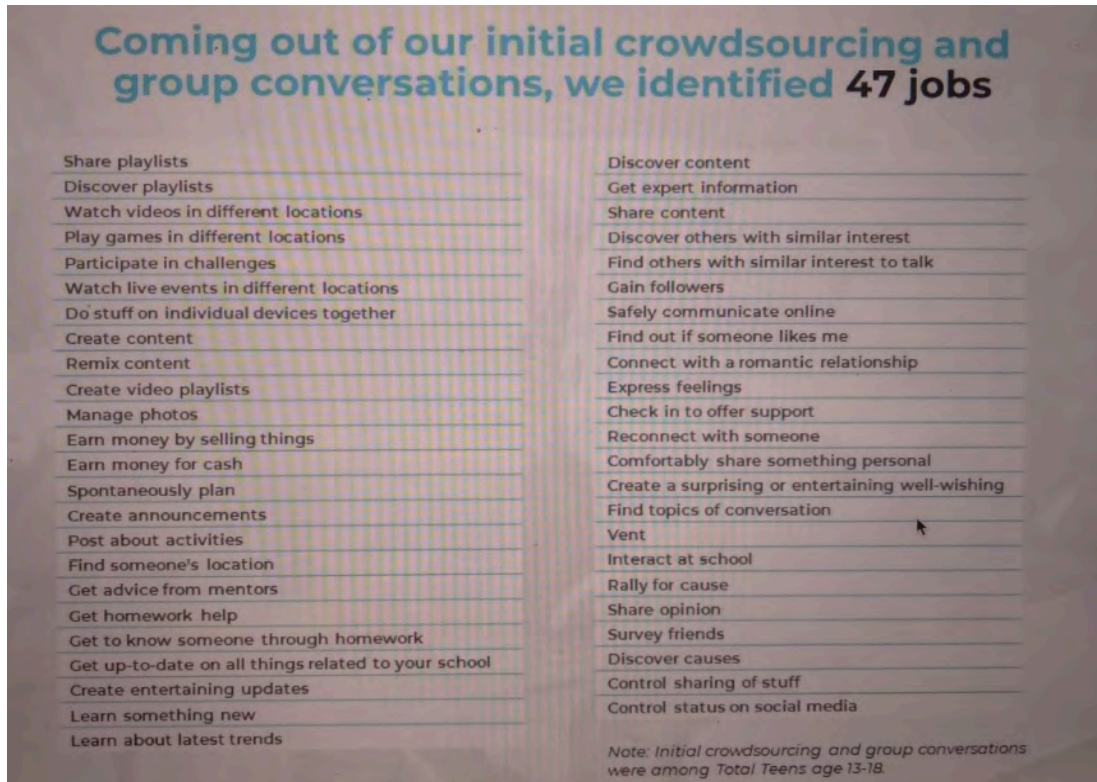 Coming out of our initial crowdsourcing and
group conversations, we identified 47 jobs
Share playlists
Discover playlists
Watch videos in different locations
Play games in different locations
Participate in challenges
Watch live events in different locations
Do stuff on individual devices together
Create content
Remix content
Create video playlists
Manage photos
Earn money by selling things
Earn money for cash
Spontaneously plan
Create announcements
Post about activities
Find someone's location
Get advice from mentors
Get homework help
Get to know someone through homework
Get up-to-date on all things related to your school
Create entertaining updates
Learn something new
Learn about latest trends
Discover content
Get expert information
Share content
Discover others with similar interest
Find others with similar interest to talk
Gain followers
Safely communicate online
Find out if someone likes me
Connect with a romantic relationship
Express feelings
Check in to offer support
Reconnect with someone
Comfortably share something personal
Create a surprising or entertaining well-wishing
Find topics of conversation
Vent
Interact at school
Rally for cause
Share opinion
Survey friends
Discover causes
Control sharing of stuff
Control status on social media
Note: Initial crowdsourcing and group conversations
were among Total Teens age 13-18.